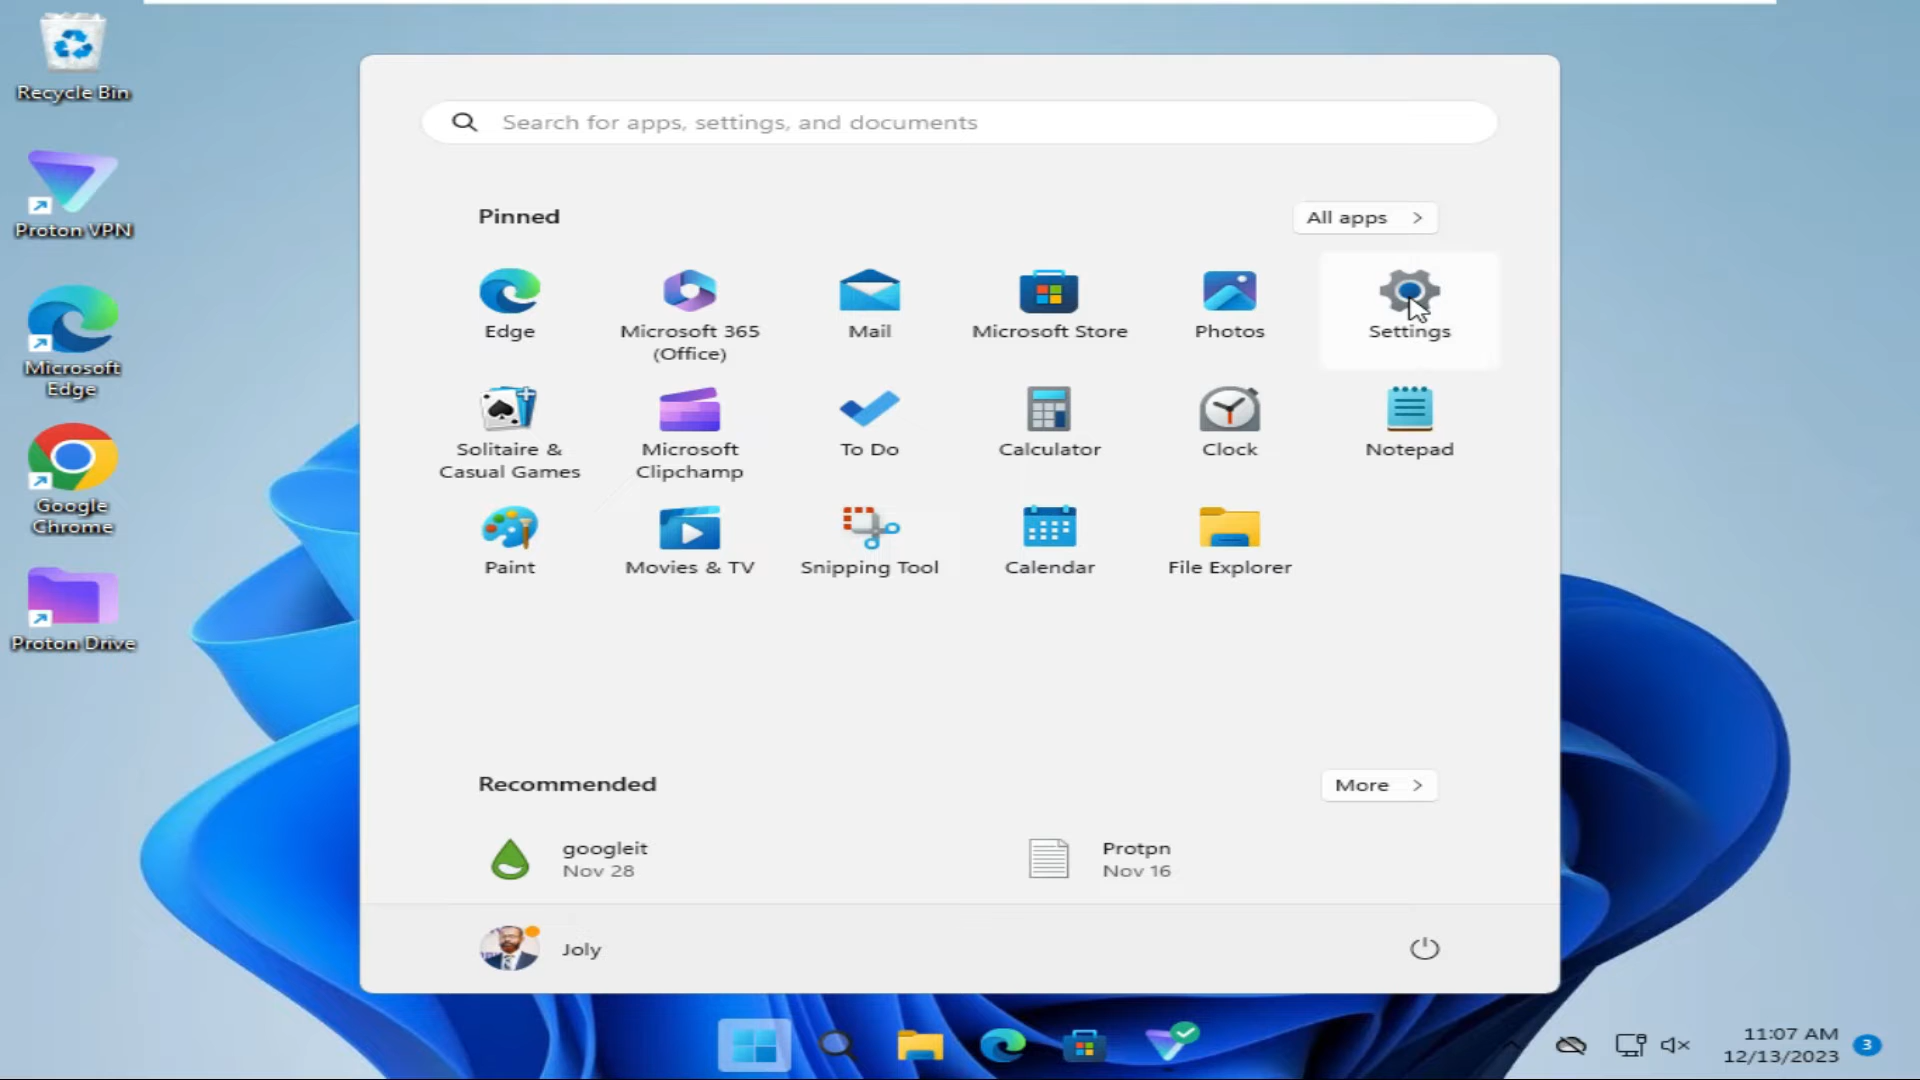 Recycle Bin
Proton VPN
Microsoft
Edge
Google
Chrome
Proton Drive
Search for apps, settings, and documents
Pinned
All apps
Edge
Microsoft 365
(Office)
Mail
Microsoft Store
Photos
Settings
Solitaire &
Casual Games
Microsoft
Clipchamp
To Do
Calculator
Clock
Notepad
Paint
Movies & TV
Snipping Tool
Calendar
File Explorer
Recommended
More
googleit
Nov 28
Protpn
Nov 16
Joly
11:07 AM
12/13/2023
3